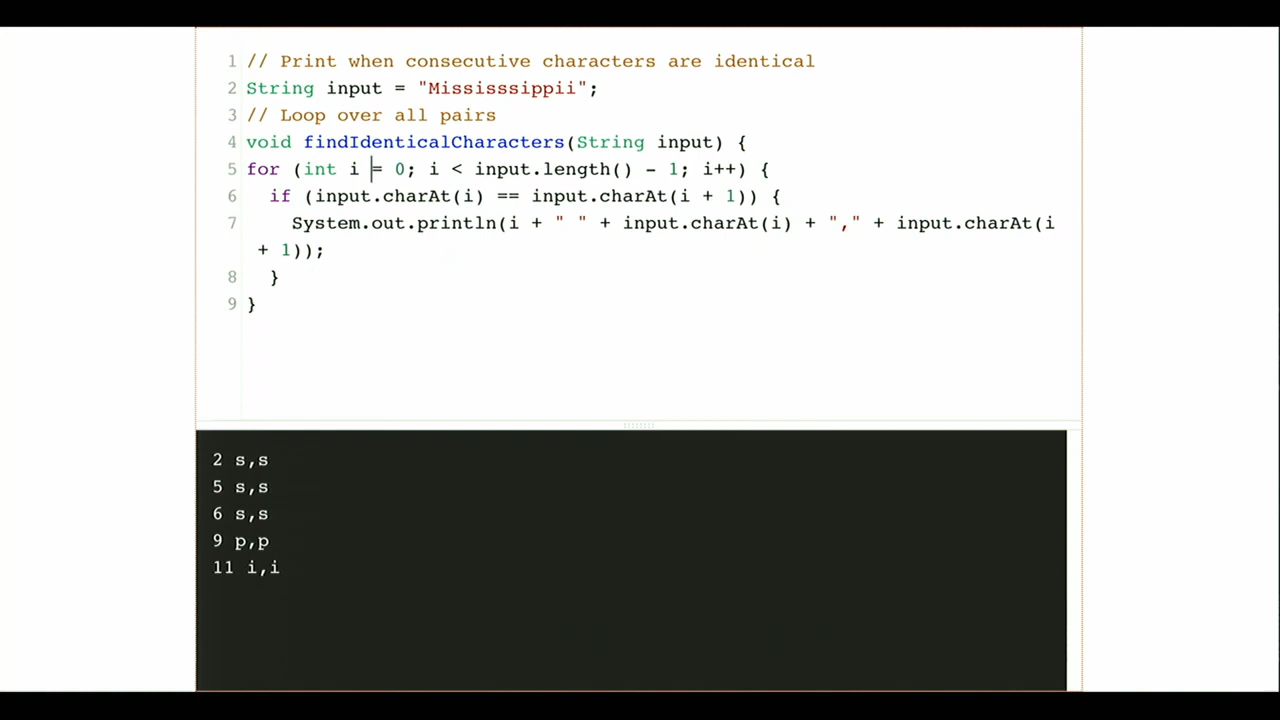 1 // Print when consecutive characters are identical
2 String input = "Mississsippii";
3 // Loop over all pairs
4 void findIdenticalCharacters(String input) {
5 for (int i = 0; i < input.length() - 1; i++) {
6   if (input.charAt(i) == input.charAt(i + 1)) {
7     System.out.println(i + " " + input.charAt(i) + "," + input.charAt(i
+ 1));
8   }
9 }
2 s,s
5 s,s
6 s,s
9 p,p
11 i,i